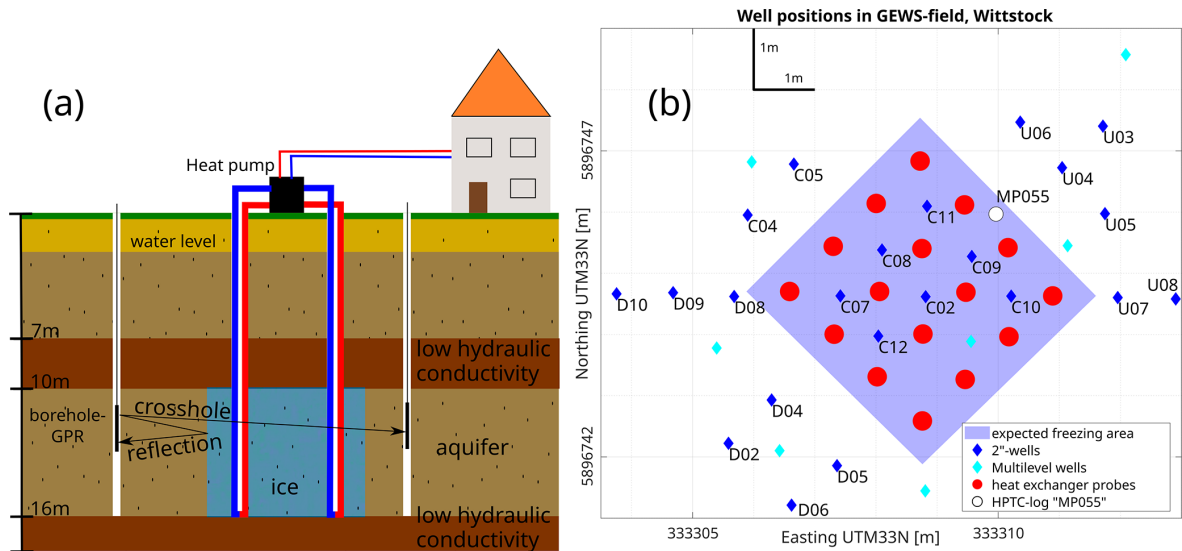 (a)
Heat pump
water level
7m
low hydraulic
conductivity
10m
borehole-
GPR
crosshole
reflection
aquifer
ice
16m
low hydraulic
conductivity
Well positions in GEWS-field, Wittstock
1m
1m
(b)
U06
U03
C05
U04
MP055
C04
C11
U05
C08
C09
U08
D10
D09
D08
C07
C02
C10
U07
C12
D04
D02
D05
D06
5896747
Northing UTM33N [m]
5896742
expected freezing area
2"-wells
Multilevel wells
heat exchanger probes
HPTC-log "MP055"
333305
333310
Easting UTM33N [m]